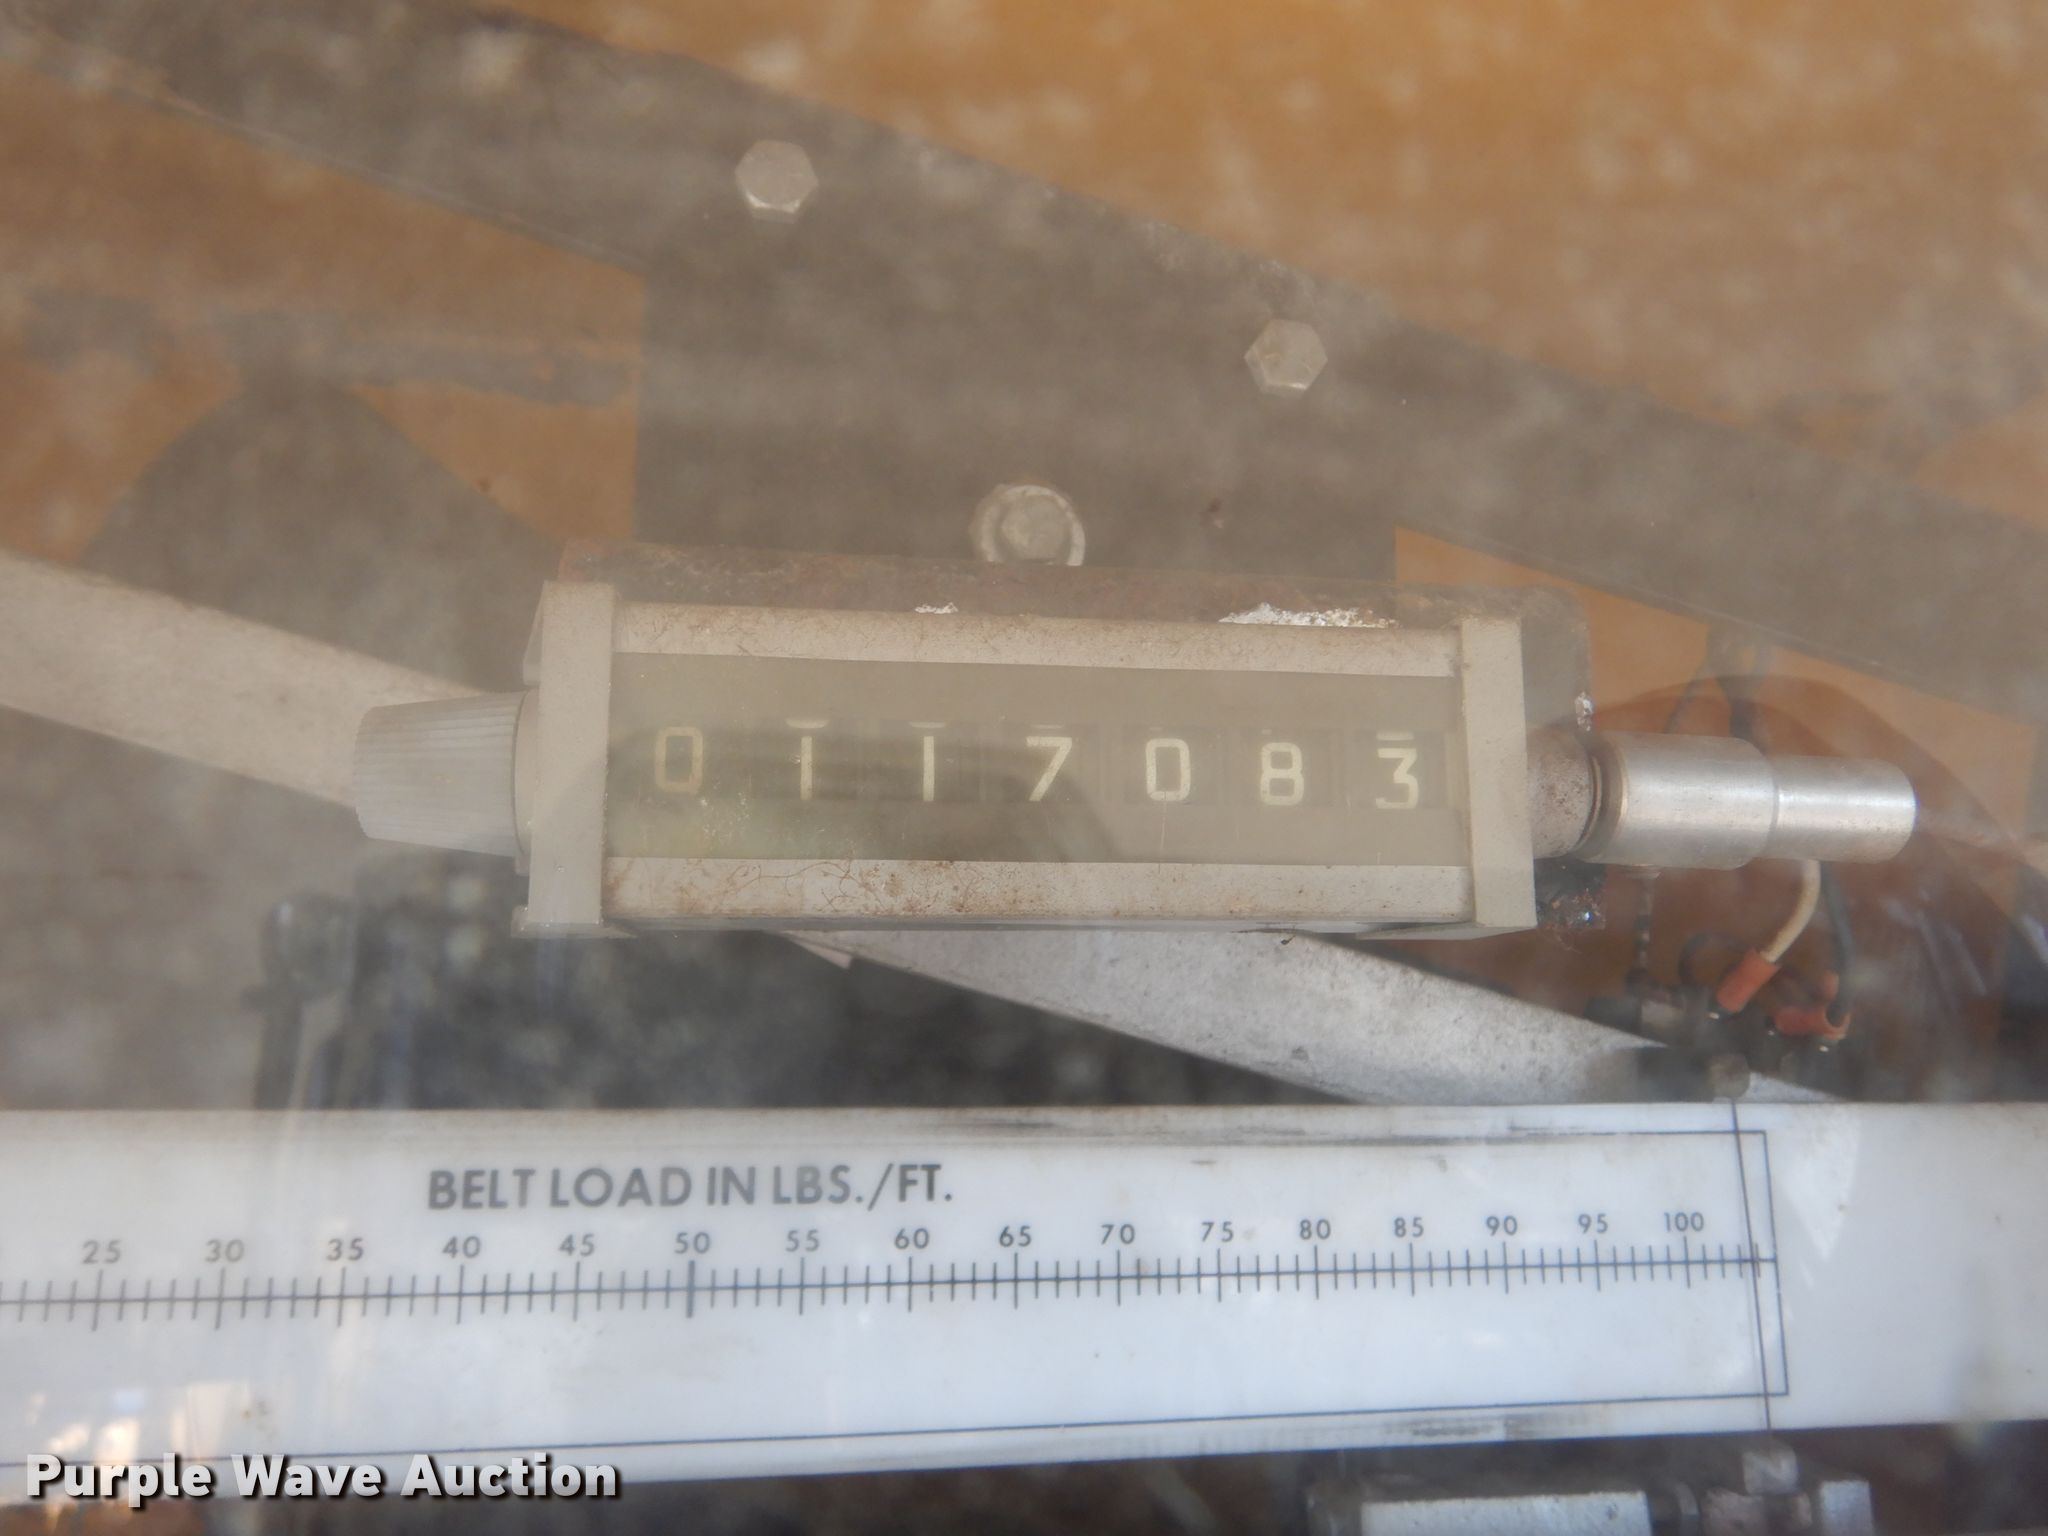 0117083
BELT LOAD IN LBS./FT.
25 30 35 40 45 50 55 60 65 70 75 80 85 90 95 100
Purple Wave Auction